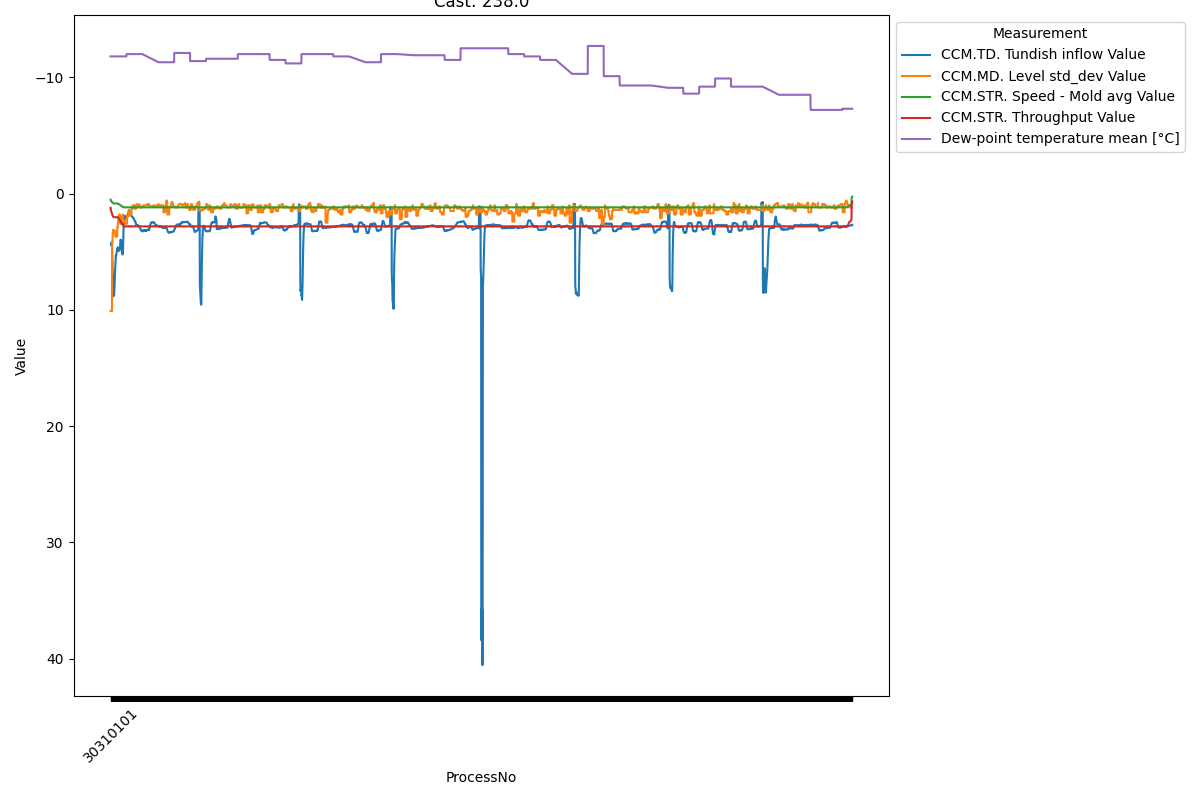 Cast: 238.0
Measurement
CCM.TD. Tundish inflow Value
CCM.MD. Level std_dev Value
CCM.STR. Speed - Mold avg Value
CCM.STR. Throughput Value
Dew-point temperature mean [°C]
−10
0
10
20
30
40
Value
30310101
ProcessNo